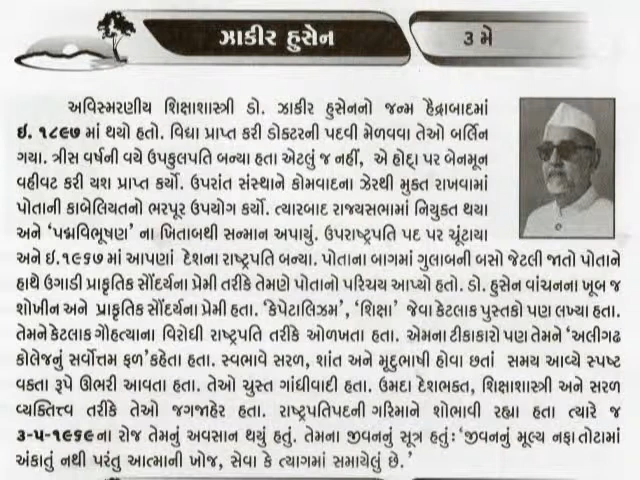 ઝાકીર હુસેન
૩ મે
અવિસ્મરણીય શિક્ષાશાસ્ત્રી ડો. ઝાકીર હુસેનનો જન્મ હૈદ્રાબાદમાં
ઇ. ૧૮૯૭ માં થયો હતો. વિદ્યા પ્રાપ્ત કરી ડોક્ટરની પદવી મેળવવા તેઓ બર્લિન
ગયા. ત્રીસ વર્ષની વયે ઉપકુલપતિ બન્યા હતા એટલું જ નહીં, એ હોદ્દા પર બેનમૂન
વહીવટ કરી યશ પ્રાપ્ત કર્યો. ઉપરાંત સંસ્થાને કોમવાદના ઝેરથી મુક્ત રાખવામાં
પોતાની કાબેલિયતનો ભરપૂર ઉપયોગ કર્યો. ત્યારબાદ રાજ્યસભામાં નિયુક્ત થયા
અને ‘પદ્મવિભૂષણ’ ના ખિતાબથી સન્માન અપાયું. ઉપરાષ્ટ્રપતિ પદ પર ચૂંટાયા
અને ઇ.૧૯૬૭ માં આપણાં દેશના રાષ્ટ્રપતિ બન્યા. પોતાના બાગમાં ગુલાબની બસો જેટલી જાતો પોતાને
હાથે ઉગાડી પ્રાકૃતિક સૌંદર્યના પ્રેમી તરીકે તેમણે પોતાનો પરિચય આપ્યો હતો. ડો. હુસેન વાંચનના ખૂબ જ
શોખીન અને પ્રાકૃતિક સૌંદર્યના પ્રેમી હતા. ‘કેપેટાલિઝમ’, ‘શિક્ષા’ જેવા કેટલાક પુસ્તકો પણ લખ્યા હતા.
તેમને કેટલાક ગૌહત્યાના વિરોધી રાષ્ટ્રપતિ તરીકે ઓળખતા હતા. એમના ટીકાકારો પણ તેમને ‘અલીગઢ
કોલેજનું સર્વોત્તમ ફળ’કહેતા હતા. સ્વભાવે સરળ, શાંત અને મૃદુભાષી હોવા છતાં સમય આવ્યે સ્પષ્ટ
વક્તા રૂપે ઊભરી આવતા હતા. તેઓ ચુસ્ત ગાંધીવાદી હતા. ઉમદા દેશભક્ત, શિક્ષાશાસ્ત્રી અને સરળ
વ્યક્તિત્વ તરીકે તેઓ જગજાહેર હતા. રાષ્ટ્રપતિપદની ગરિમાને શોભાવી રહ્યા હતા ત્યારે જ
૩-૫-૧૯૬૯ના રોજ તેમનું અવસાન થયું હતું. તેમના જીવનનું સૂત્ર હતું: ‘જીવનનું મૂલ્ય નફા તોટામાં
અંકાતું નથી પરંતુ આત્માની ખોજ, સેવા કે ત્યાગમાં સમાયેલું છે.’